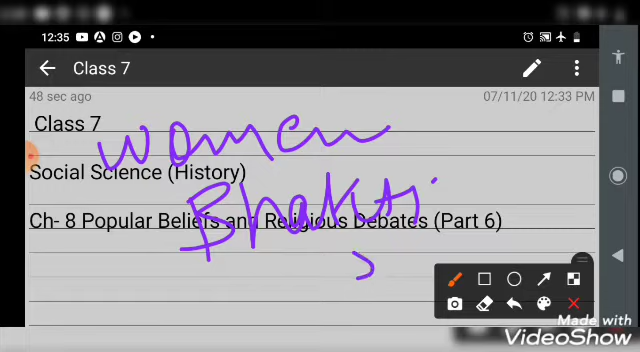 12:35
Class 7
48 sec ago 07/11/20 12:33 PM
Class 7
women
Social Science (History)
Bhakti
Ch- 8 Popular Beliefs and Religious Debates (Part 6)
Made with
VideoShow